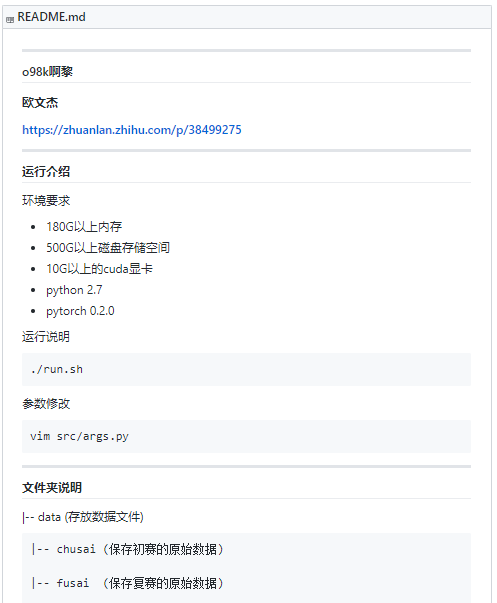 README.md
o98k啊黎
欧文杰
https://zhuanlan.zhihu.com/p/38499275
运行介绍
环境要求
• 180G以上内存
• 500G以上磁盘存储空间
• 10G以上的cuda显卡
• python 2.7
• pytorch 0.2.0
运行说明
./run.sh
参数修改
vim src/args.py
文件夹说明
|-- data (存放数据文件)
|-- chusai (保存初赛的原始数据)
|-- fusai （保存复赛的原始数据）